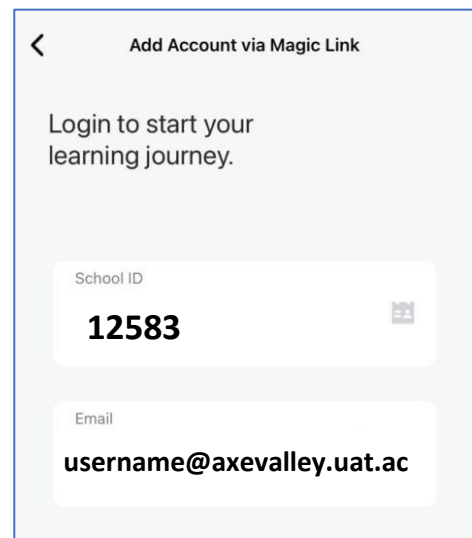 Add Account via Magic Link
Login to start your
learning journey.
School ID
12583
Email
username@axevalley.uat.ac